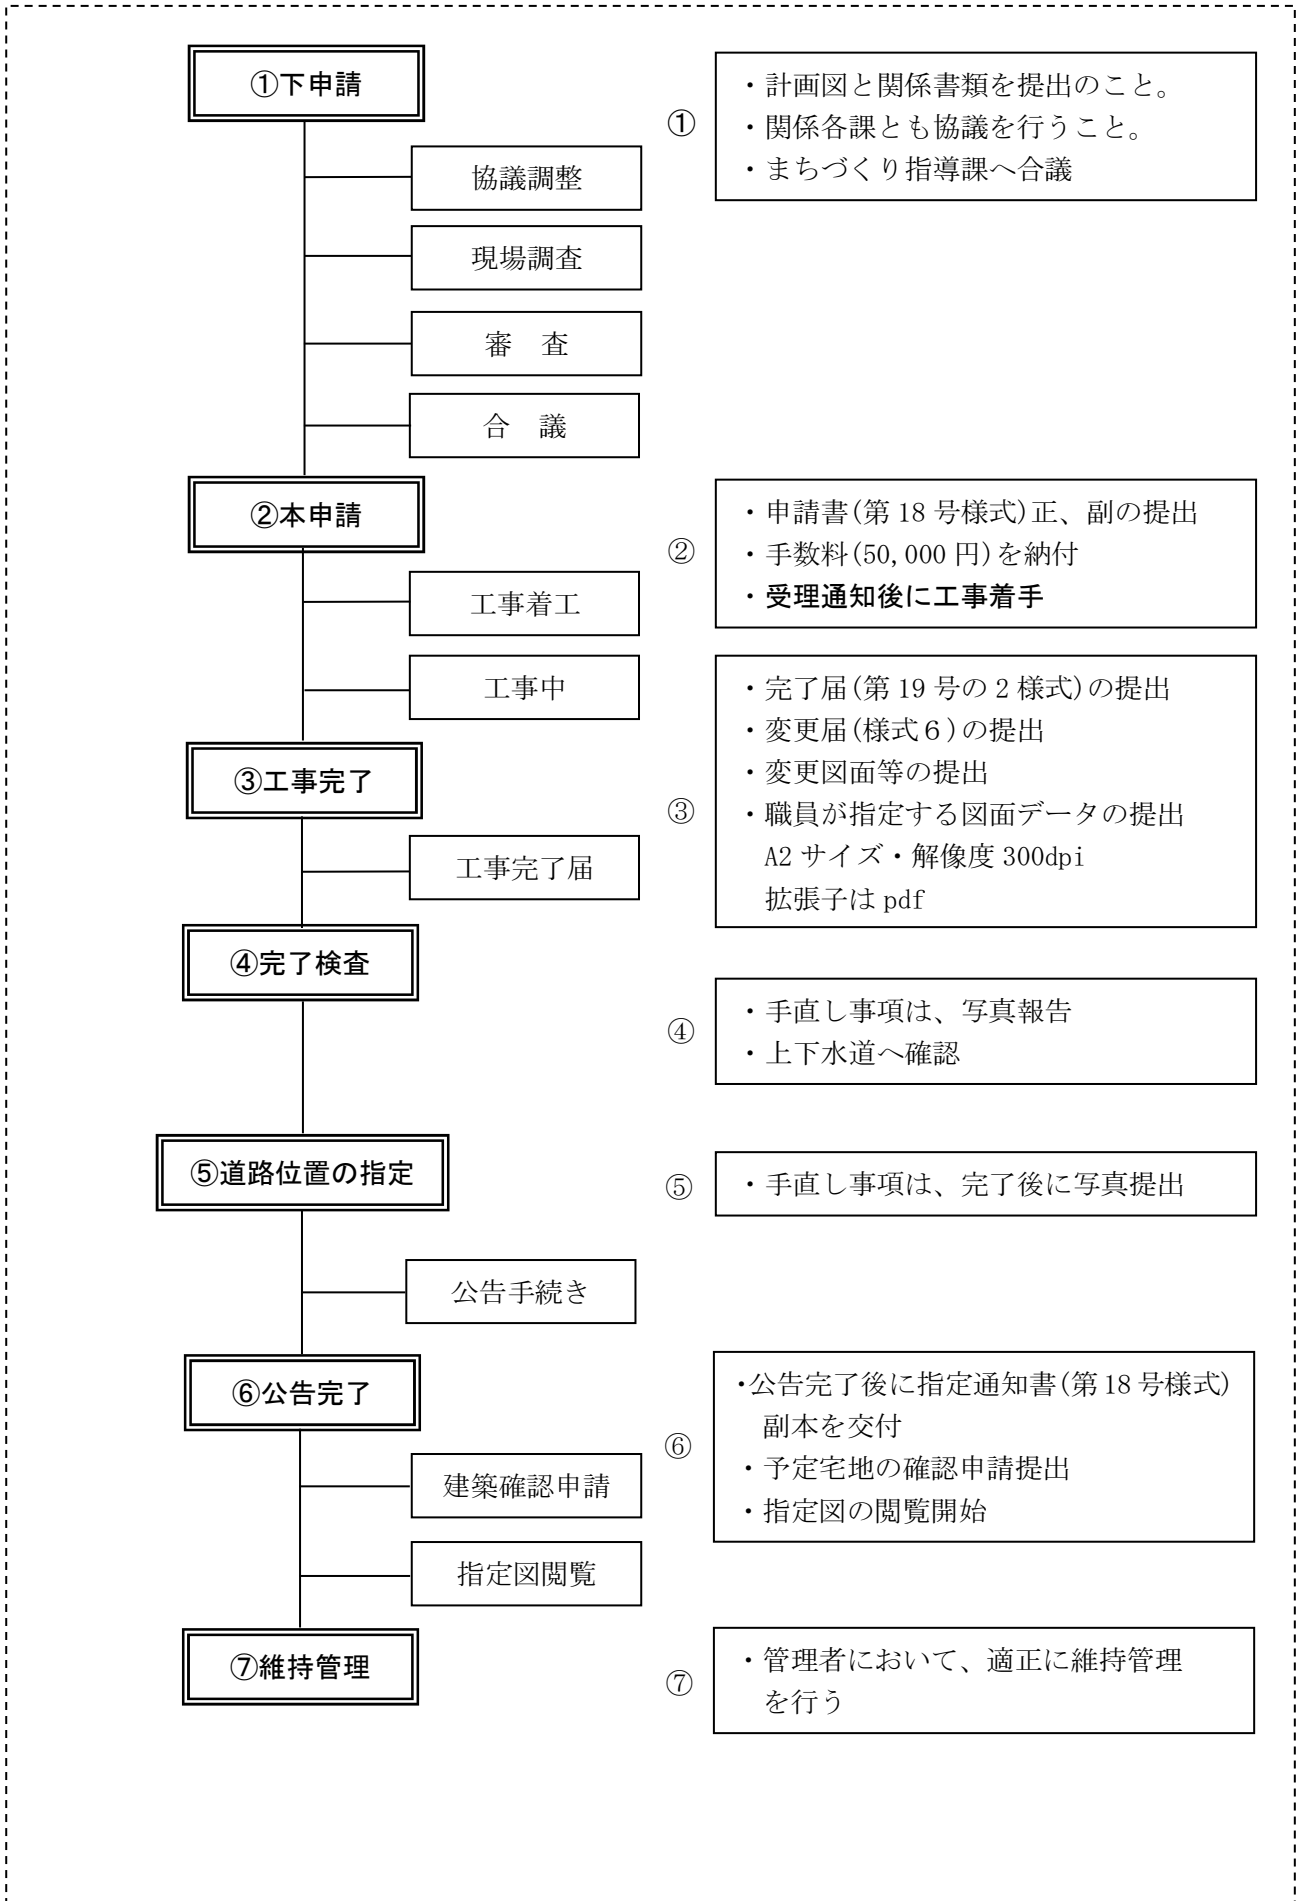 ①下申請
①
・計画図と関係書類を提出のこと。
・関係各課とも協議を行うこと。
・まちづくり指導課へ合議
協議調整
現場調査
審　査
合　議
②本申請
②
・申請書(第18号様式)正、副の提出
・手数料(50,000円)を納付
・受理通知後に工事着手
工事着工
工事中
③工事完了
③
・完了届(第19号の2様式)の提出
・変更届(様式６)の提出
・変更図面等の提出
・職員が指定する図面データの提出
A2サイズ・解像度300dpi
拡張子はpdf
工事完了届
④完了検査
④
・手直し事項は、写真報告
・上下水道へ確認
⑤道路位置の指定
⑤
・手直し事項は、完了後に写真提出
公告手続き
⑥公告完了
⑥
・公告完了後に指定通知書(第18号様式)
副本を交付
・予定宅地の確認申請提出
・指定図の閲覧開始
建築確認申請
指定図閲覧
⑦維持管理
⑦
・管理者において、適正に維持管理
を行う